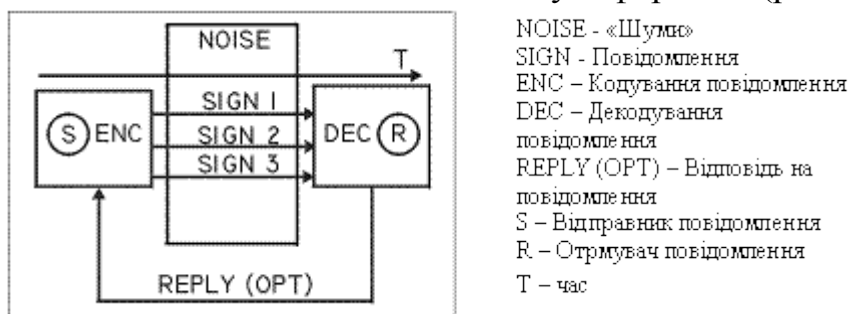 NOISE
T
SIGN 1
S ENC
SIGN 2
DEC R
SIGN 3
REPLY (OPT)
NOISE - «Шуми»
SIGN - Повідомлення
ENC – Кодування повідомлення
DEC – Декодування
повідомлення
REPLY (OPT) – Відповідь на
повідомлення
S – Відправник повідомлення
R – Отрмувач повідомлення
T – час